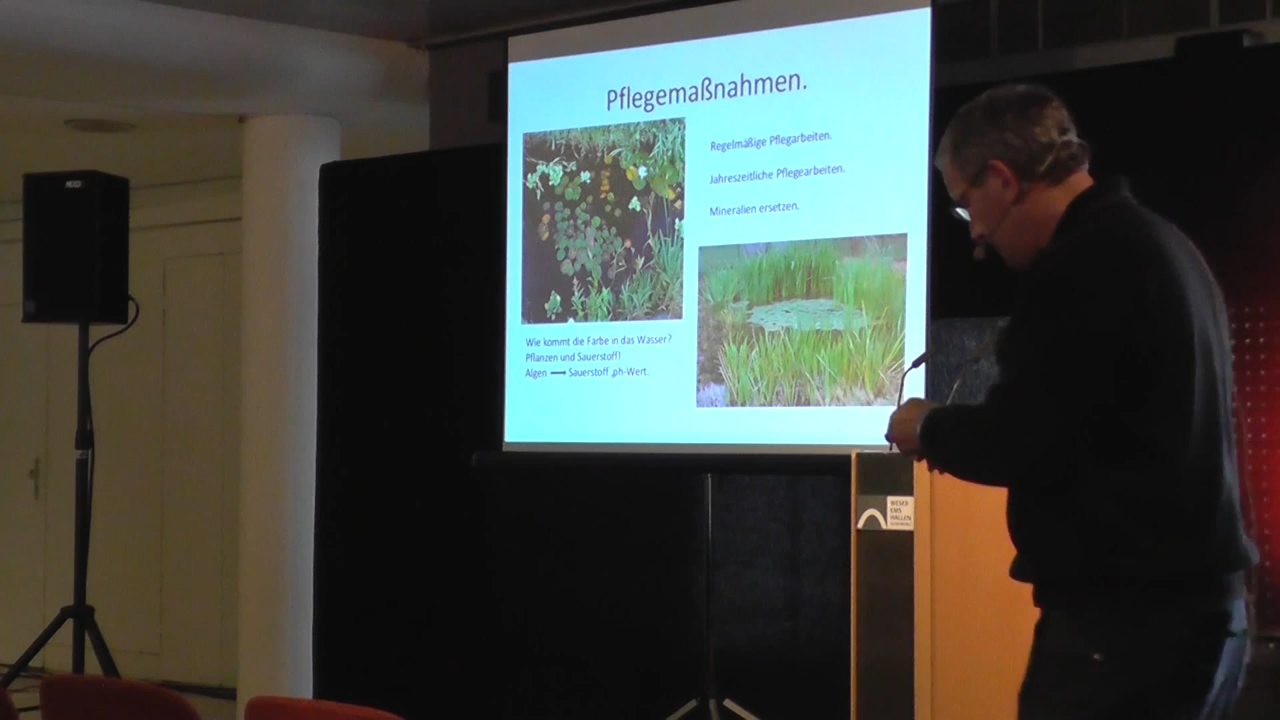 Pflegemaßnahmen.
Regelmäßige Pflegarbeiten.
Jahreszeitliche Pflegearbeiten.
Mineralien ersetzen.
Wie kommt die Farbe in das Wasser?
Pflanzen und Sauerstoff!
Algen → Sauerstoff ,ph-Wert.
WESER
EMS
HALLEN